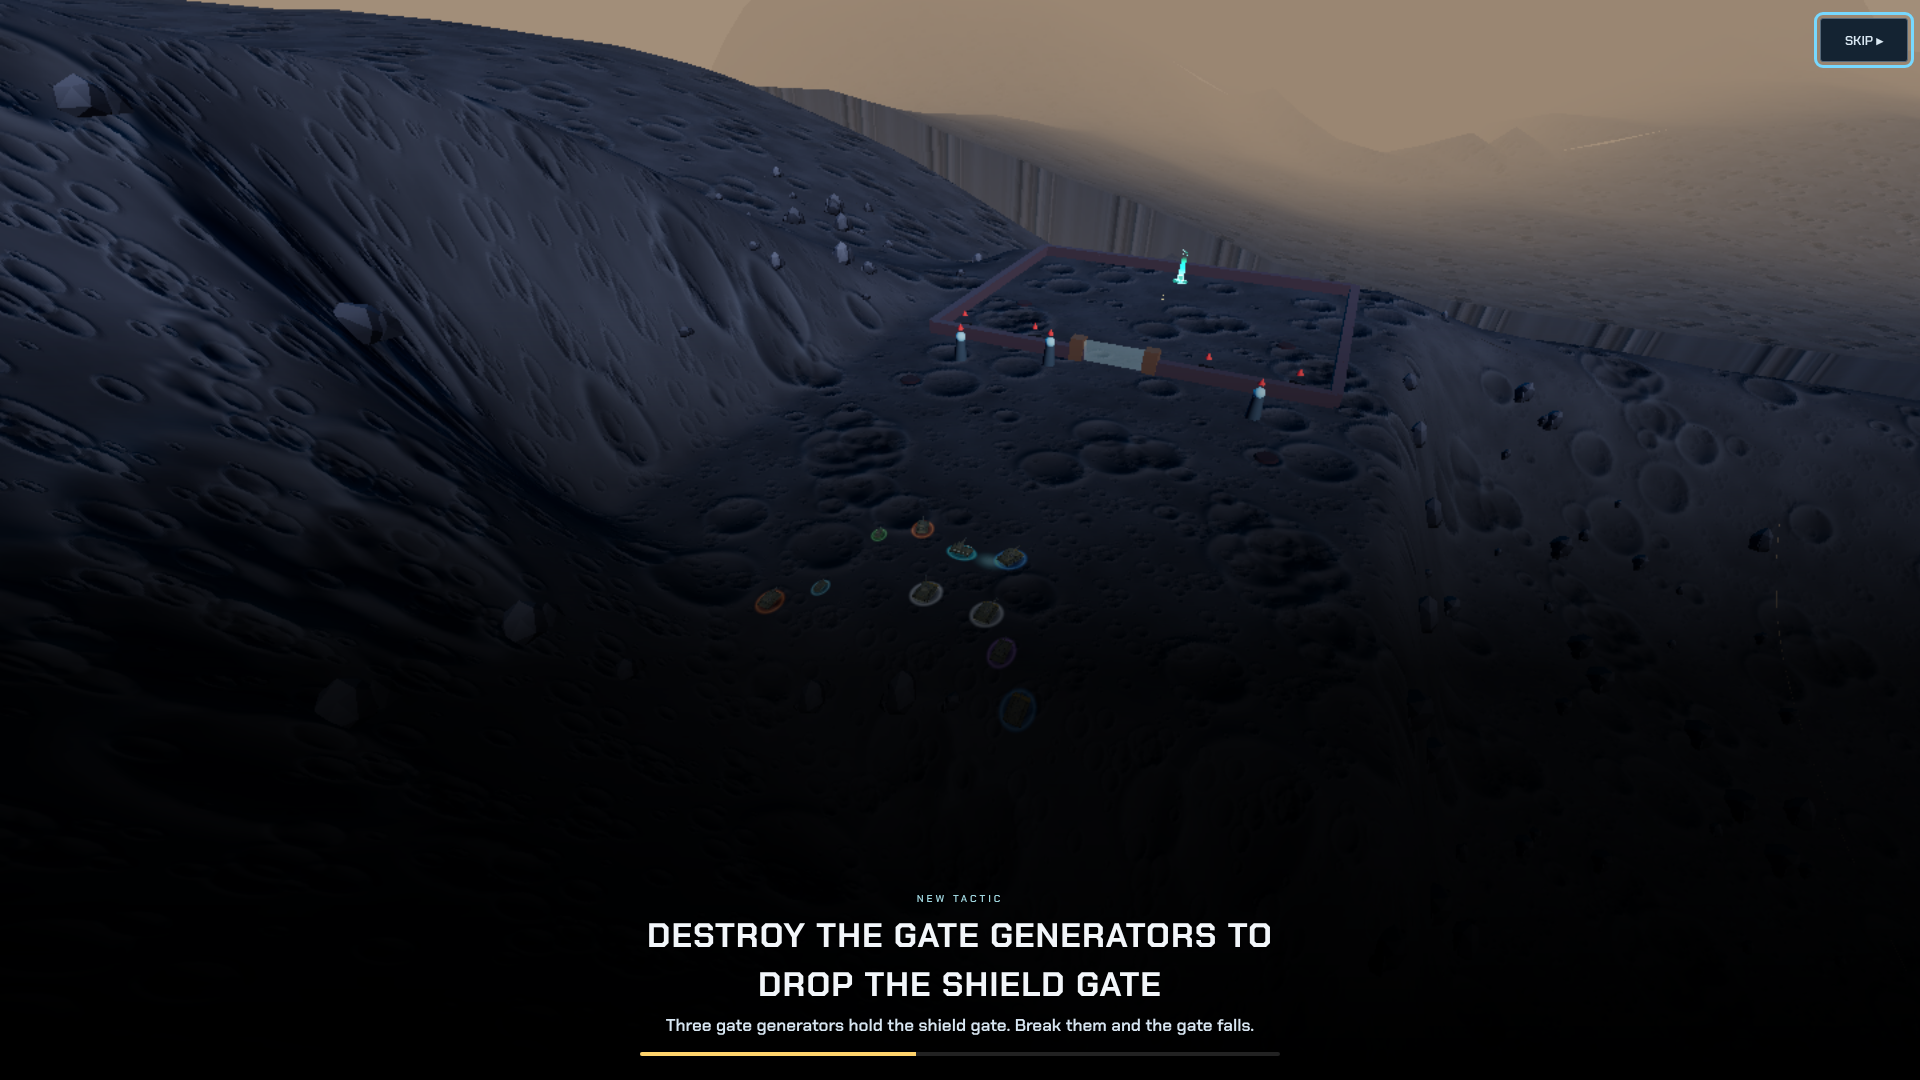 SKIP ▸
NEW TACTIC
DESTROY THE GATE GENERATORS TO
DROP THE SHIELD GATE
Three gate generators hold the shield gate. Break them and the gate falls.